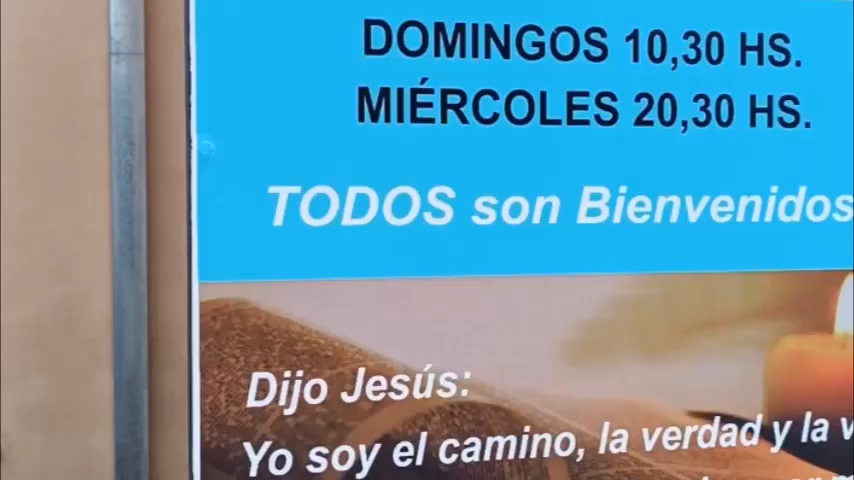 DOMINGOS 10,30 HS.
MIÉRCOLES 20,30 HS.
TODOS son Bienvenidos
Dijo Jesús:
Yo soy el camino, la verdad y la